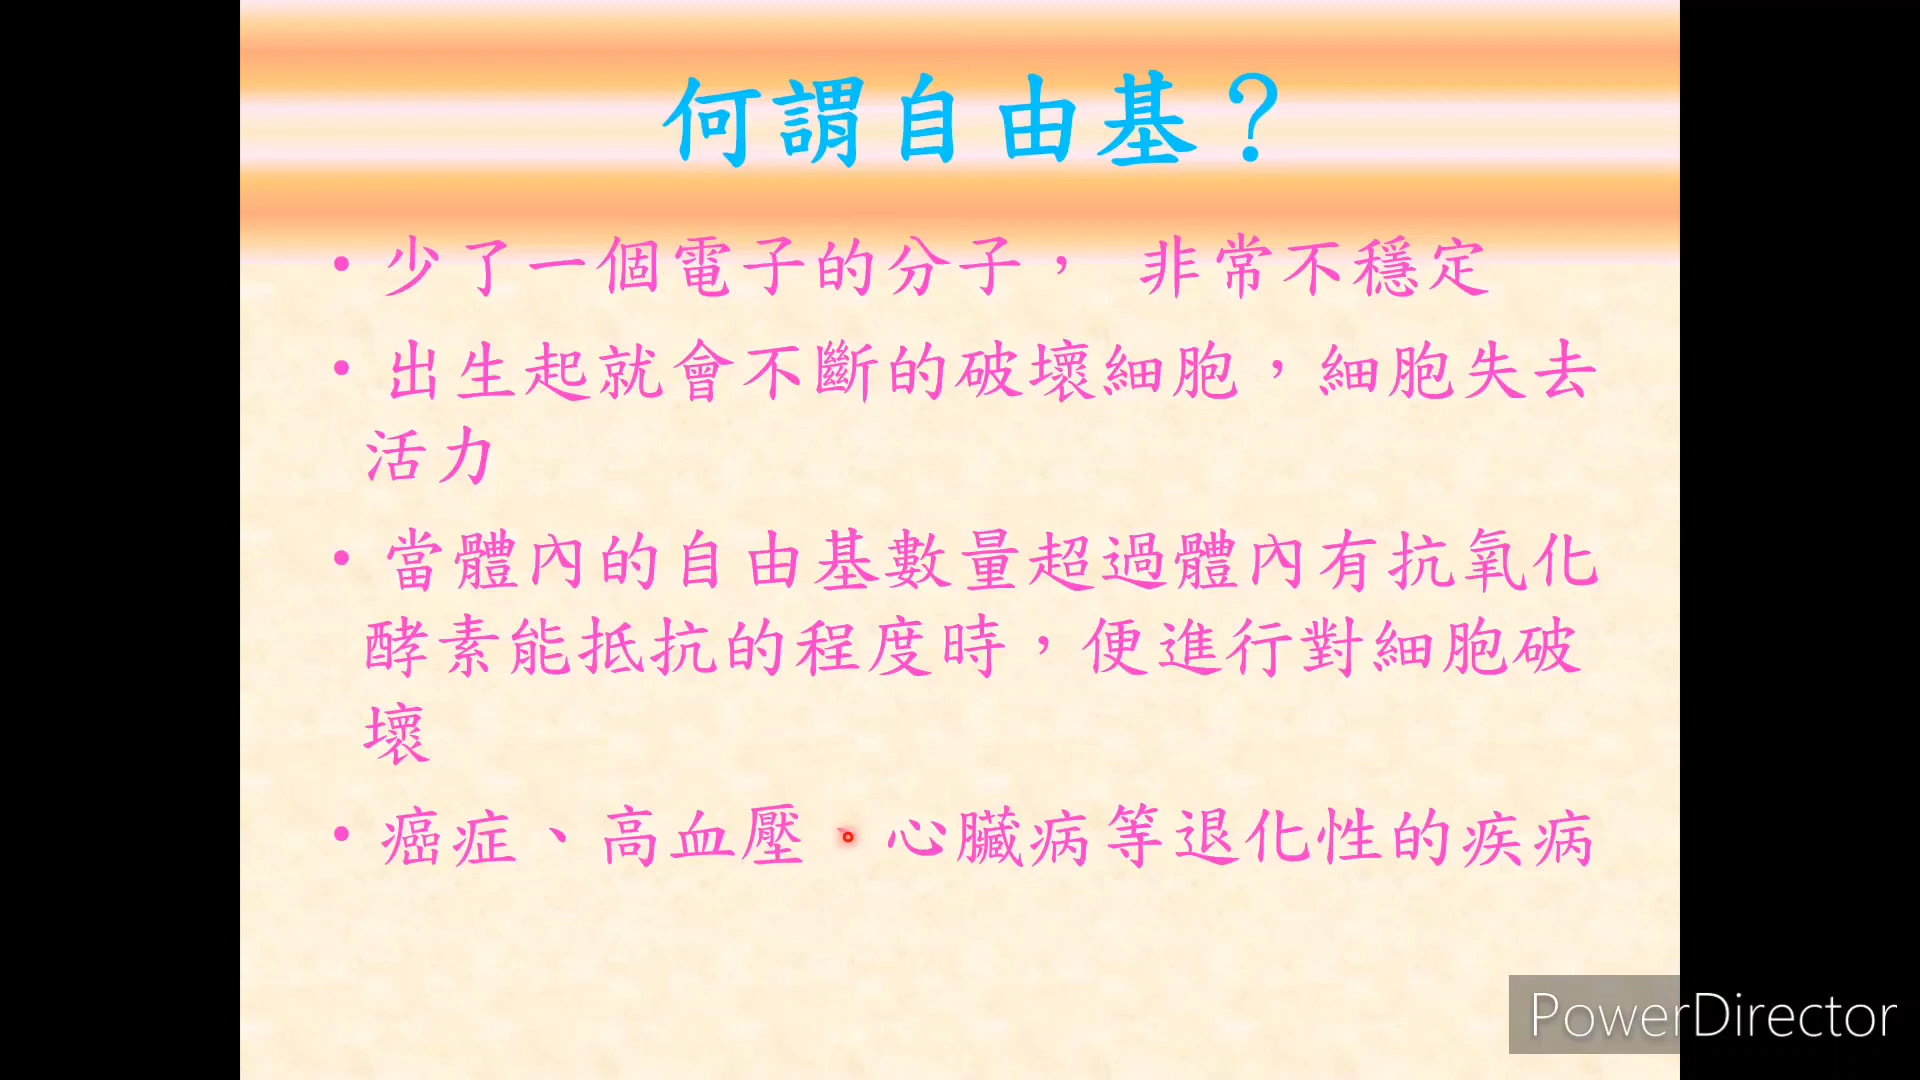 何謂自由基？
• 少了一個電子的分子， 非常不穩定
• 出生起就會不斷的破壞細胞，細胞失去
活力
• 當體內的自由基數量超過體內有抗氧化
酵素能抵抗的程度時，便進行對細胞破
壞
• 癌症、高血壓、心臟病等退化性的疾病
PowerDirector